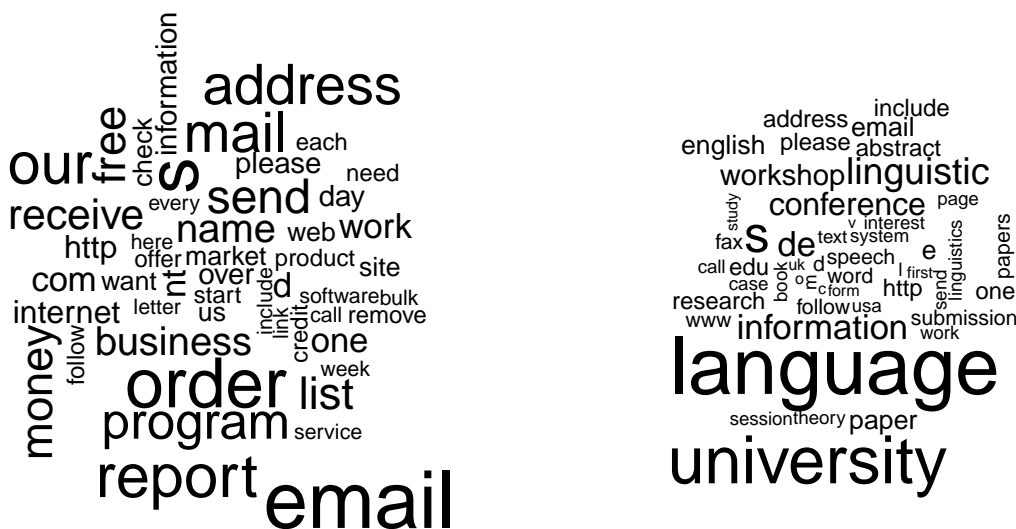 information
address
free
check
mail
each
our
s
please
need
receive
every
send
day
name
web
work
http
here
offer
market
product
site
com
want
nt
over
d
start
include
software
bulk
internet
letter
us
link
credit
call
remove
money
follow
business
one
week
order
list
program
service
report
email
include
address
email
english
please
abstract
workshop
linguistic
study
conference
page
v
interest
fax
s
de
text
system
e
papers
call
edu
book
uk
o
m
d
speech
word
l
first
send
linguistics
case
c
form
http
one
research
follow
usa
www
information
submission
work
language
session
theory
paper
university